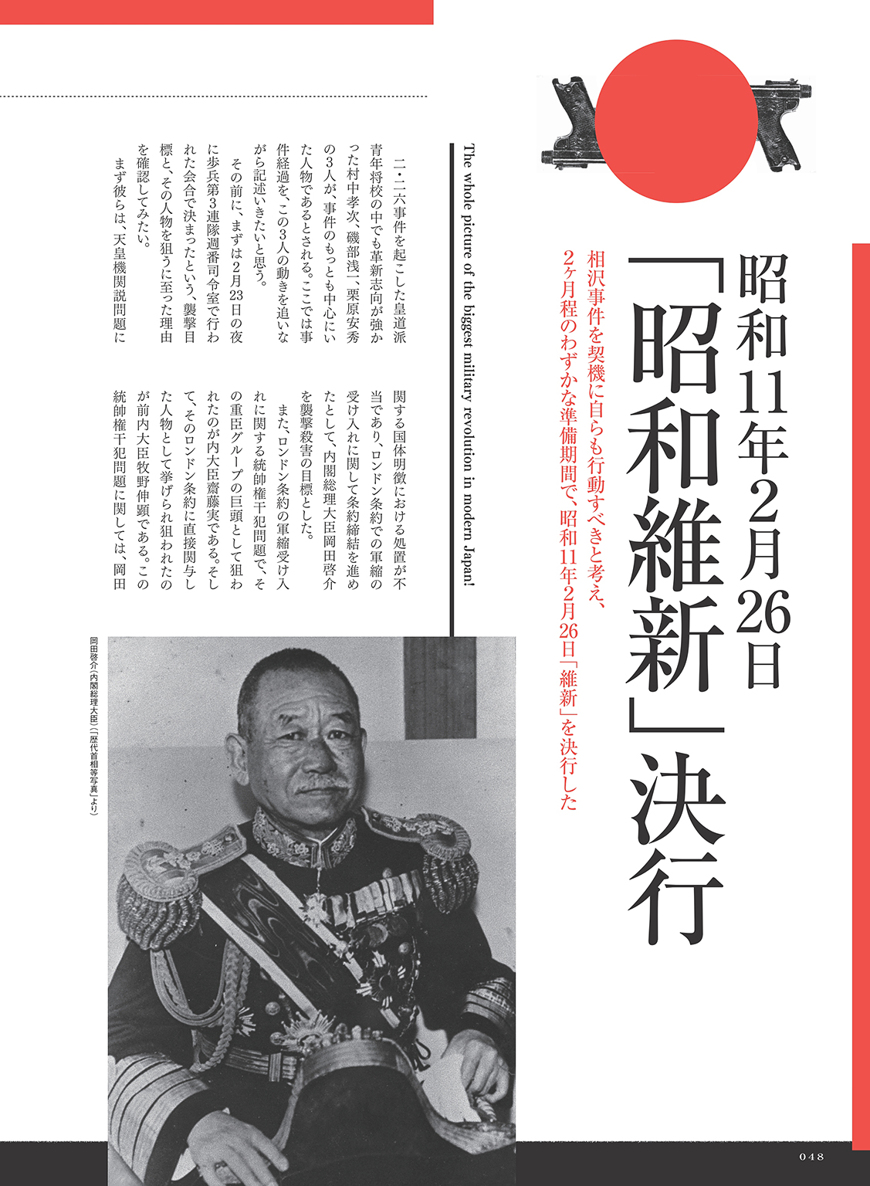 昭和11年2月26日
「昭和維新」決行
相沢事件を契機に自らも行動すべきと考え、
2ヶ月程のわずかな準備期間で、昭和11年2月26日「維新」を決行した
The whole picture of the biggest military revolution in modern Japan!
二・二六事件を起こした皇道派
青年将校の中でも革新志向が強か
った村中孝次、磯部浅一、栗原安秀
の3人が、事件のもっとも中心にい
た人物であるとされる。ここでは事
件経過を、この3人の動きを追いな
がら記述いきたいと思う。
その前に、まずは2月23日の夜
に歩兵第3連隊週番司令室で行わ
れた会合で決まったという、襲撃目
標と、その人物を狙うに至った理由
を確認してみたい。
まず彼らは、天皇機関説問題に
関する国体明徴における処置が不
当であり、ロンドン条約での軍縮の
受け入れに関して条約締結を進め
たとして、内閣総理大臣岡田啓介
を襲撃殺害の目標とした。
また、ロンドン条約の軍縮受け入
れに関する統帥権干犯問題で、そ
の重臣グループの巨頭として狙わ
れたのが内大臣齋藤実である。そし
て、そのロンドン条約に直接関与し
た人物として挙げられ狙われたの
が前内大臣牧野伸顕である。この
統帥権干犯問題に関しては、岡田
岡田啓介（内閣総理大臣）（「歴代首相等写真」より）
048